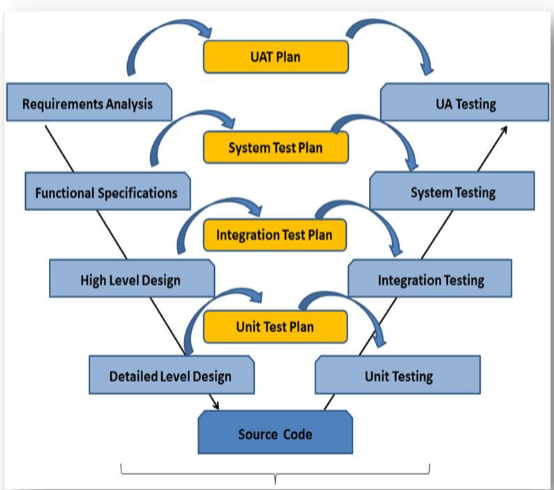 UAT Plan
Requirements Analysis
UA Testing
System Test Plan
Functional Specifications
System Testing
Integration Test Plan
High Level Design
Integration Testing
Unit Test Plan
Detailed Level Design
Unit Testing
Source Code